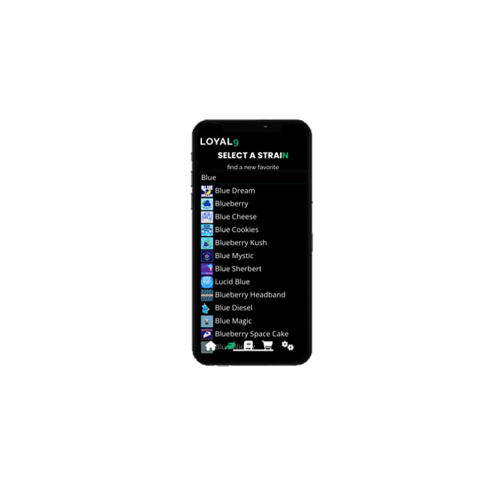 LOYAL9
SELECT A STRAIN
find a new favorite
Blue
Blue Dream
Blueberry
Blue Cheese
Blue Cookies
Blueberry Kush
Blue Mystic
Blue Sherbert
Lucid Blue
Blueberry Headband
Blue Diesel
Blue Magic
Blueberry Space Cake